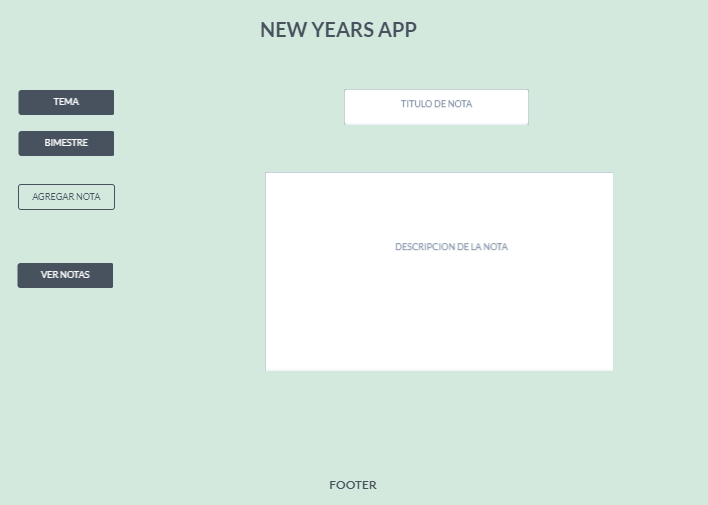 NEW YEARS APP
TEMA
BIMESTRE
AGREGAR NOTA
VER NOTAS
TITULO DE NOTA
DESCRIPCION DE LA NOTA
FOOTER